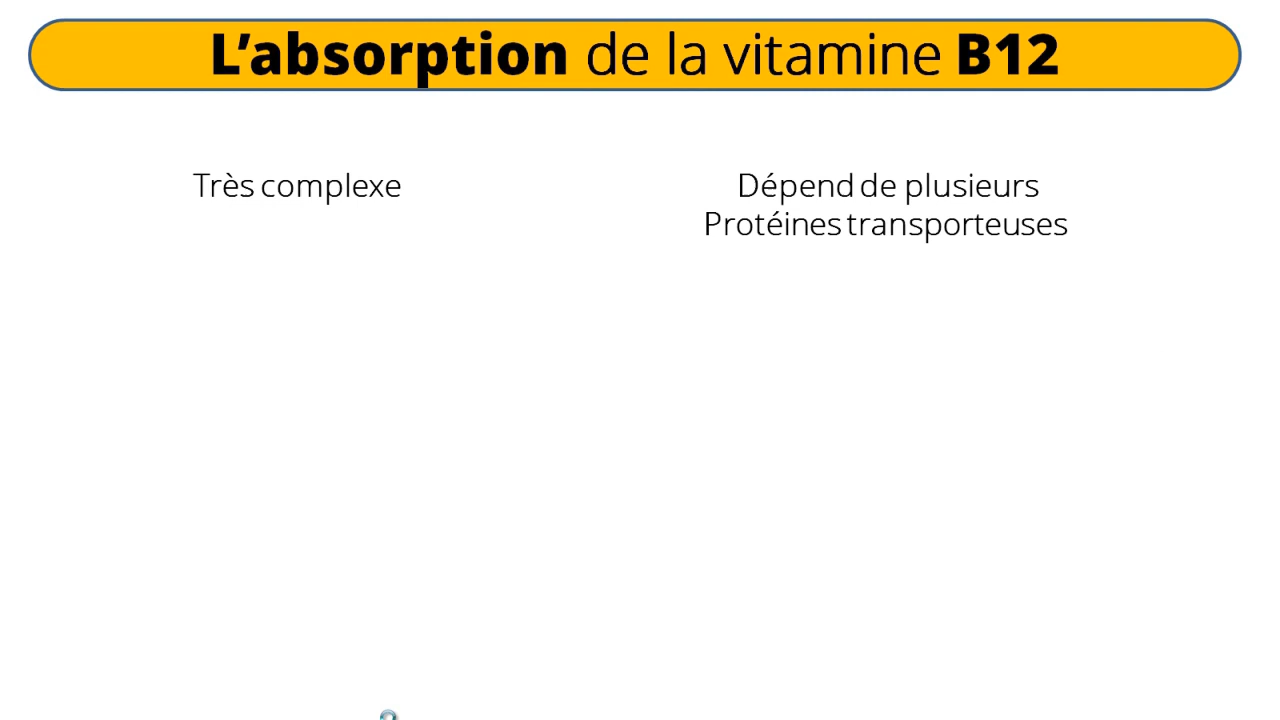 L’absorption de la vitamine B12
Très complexe
Dépend de plusieurs
Protéines transporteuses